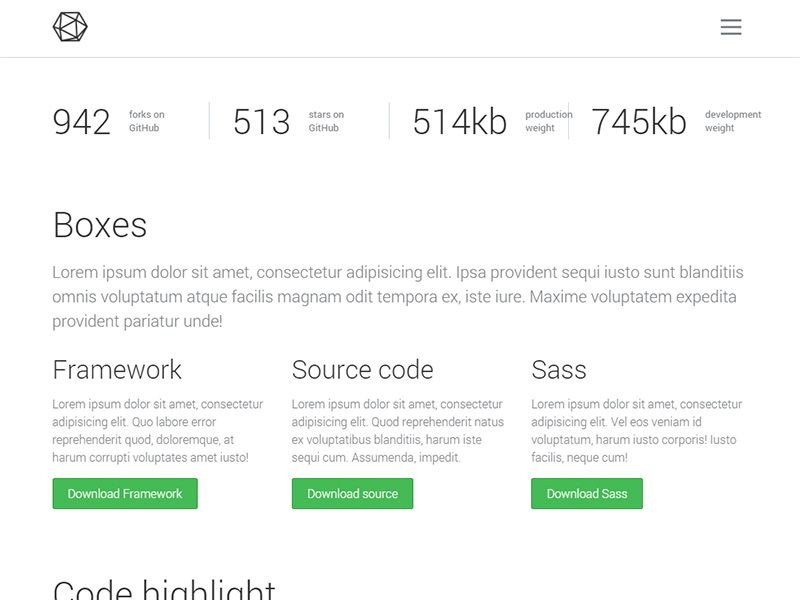 942 forks on
GitHub
513 stars on
GitHub
514kb production
weight
745kb development
weight
Boxes
Lorem ipsum dolor sit amet, consectetur adipisicing elit. Ipsa provident sequi iusto sunt blanditiis
omnis voluptatum atque facilis magnam odit tempora ex, iste iure. Maxime voluptatem expedita
provident pariatur unde!
Framework
Lorem ipsum dolor sit amet, consectetur
adipisicing elit. Quo labore error
reprehenderit quod, doloremque, at
harum corrupti voluptates amet iusto!
Download Framework
Source code
Lorem ipsum dolor sit amet, consectetur
adipisicing elit. Quod reprehenderit natus
ex voluptatibus blanditiis, harum iste
sequi cum. Assumenda, impedit.
Download source
Sass
Lorem ipsum dolor sit amet, consectetur
adipisicing elit. Vel eos veniam id
voluptatum, harum iusto corporis! Iusto
facilis, neque cum!
Download Sass
Code highlight